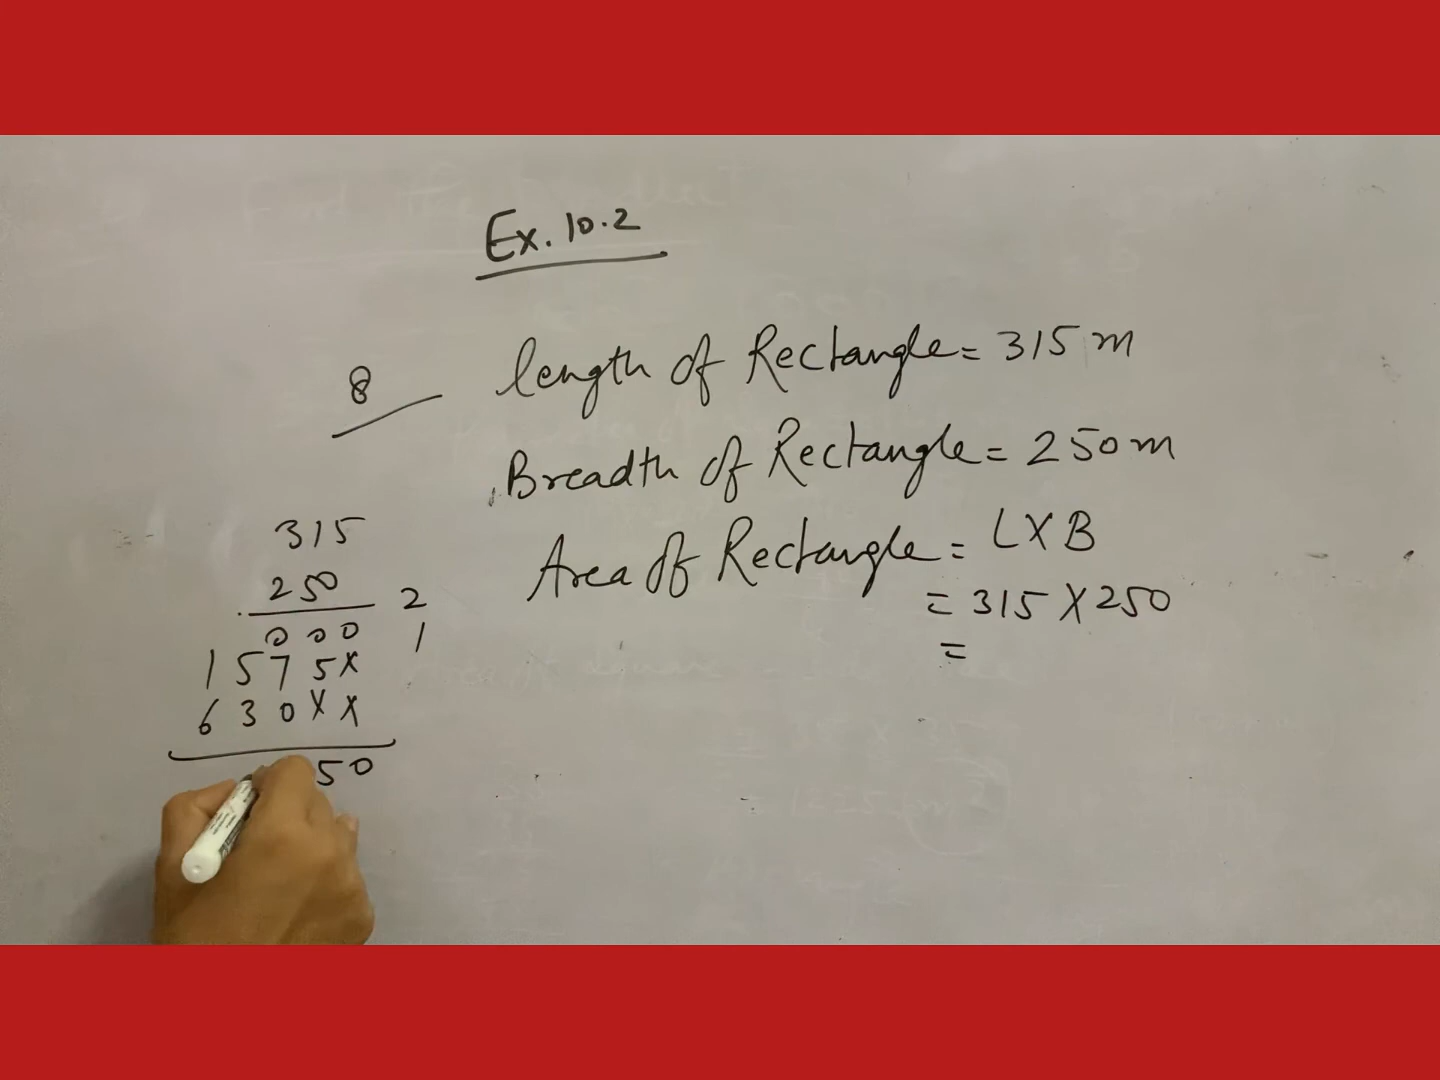 Ex. 10.2
8
length of Rectangle = 315 m
Breadth of Rectangle = 250 m
Area of Rectangle = L X B
= 315 X 250
=
315
250
000
1575X
630XX
50
2
1